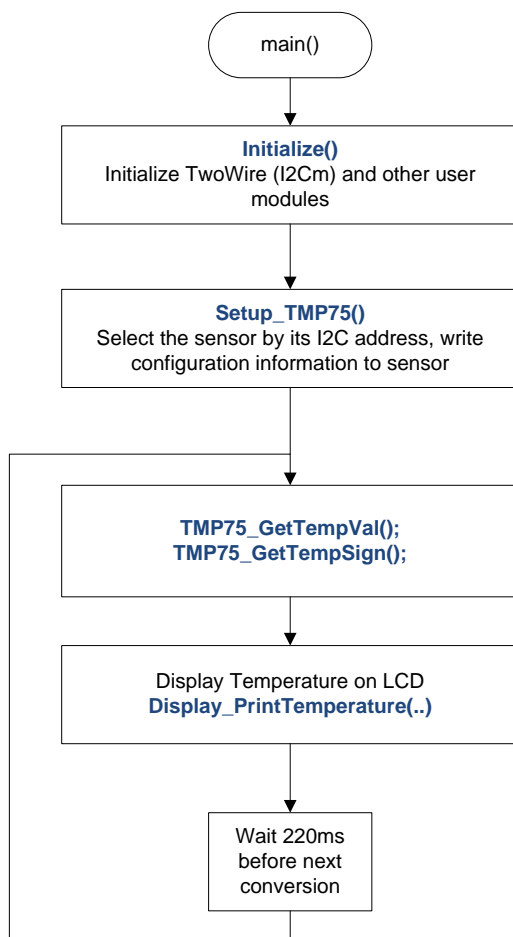 main()
Initialize()
Initialize TwoWire (I2Cm) and other user
modules
Setup_TMP75()
Select the sensor by its I2C address, write
configuration information to sensor
TMP75_GetTempVal();
TMP75_GetTempSign();
Display Temperature on LCD
Display_PrintTemperature(..)
Wait 220ms
before next
conversion